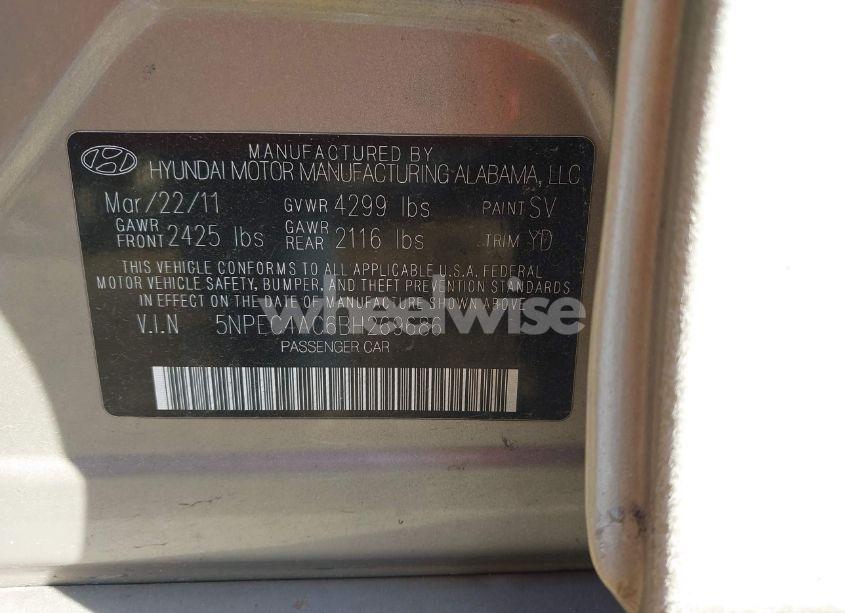 MANUFACTURED BY
HYUNDAI MOTOR MANUFACTURING ALABAMA, LLC
Mar/22/11 GVWR 4299 lbs PAINT SV
GAWR FRONT 2425 lbs GAWR REAR 2116 lbs TRIM YD
THIS VEHICLE CONFORMS TO ALL APPLICABLE U.S.A. FEDERAL
MOTOR VEHICLE SAFETY, BUMPER, AND THEFT PREVENTION STANDARDS
IN EFFECT ON THE DATE OF MANUFACTURE SHOWN ABOVE
wheelwise
V.I.N
PASSENGER CAR